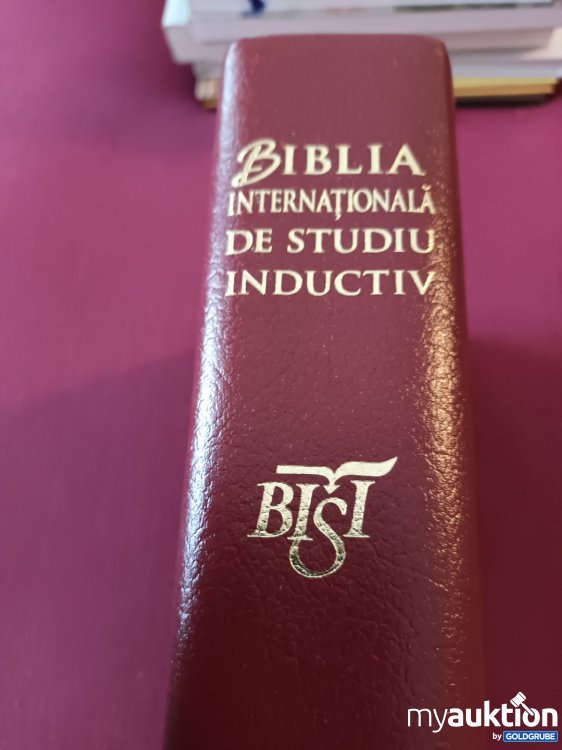 BIBLIA
INTERNAȚIONALĂ
DE STUDIU
INDUCTIV
BISI
myauktion
by GOLDGRUBE